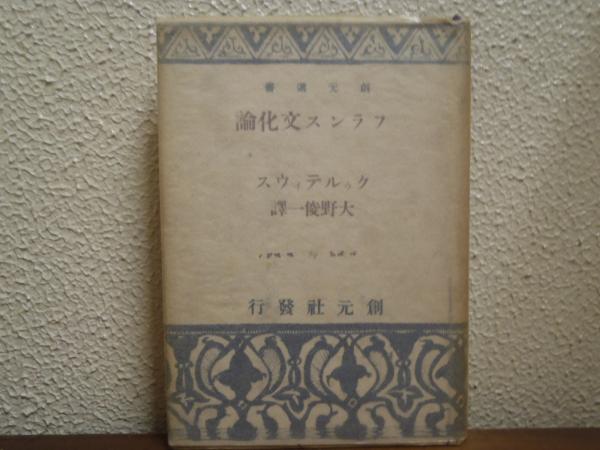 創元選書
フランス文化論
クゥルティウス
大野俊一譯
創元社發行